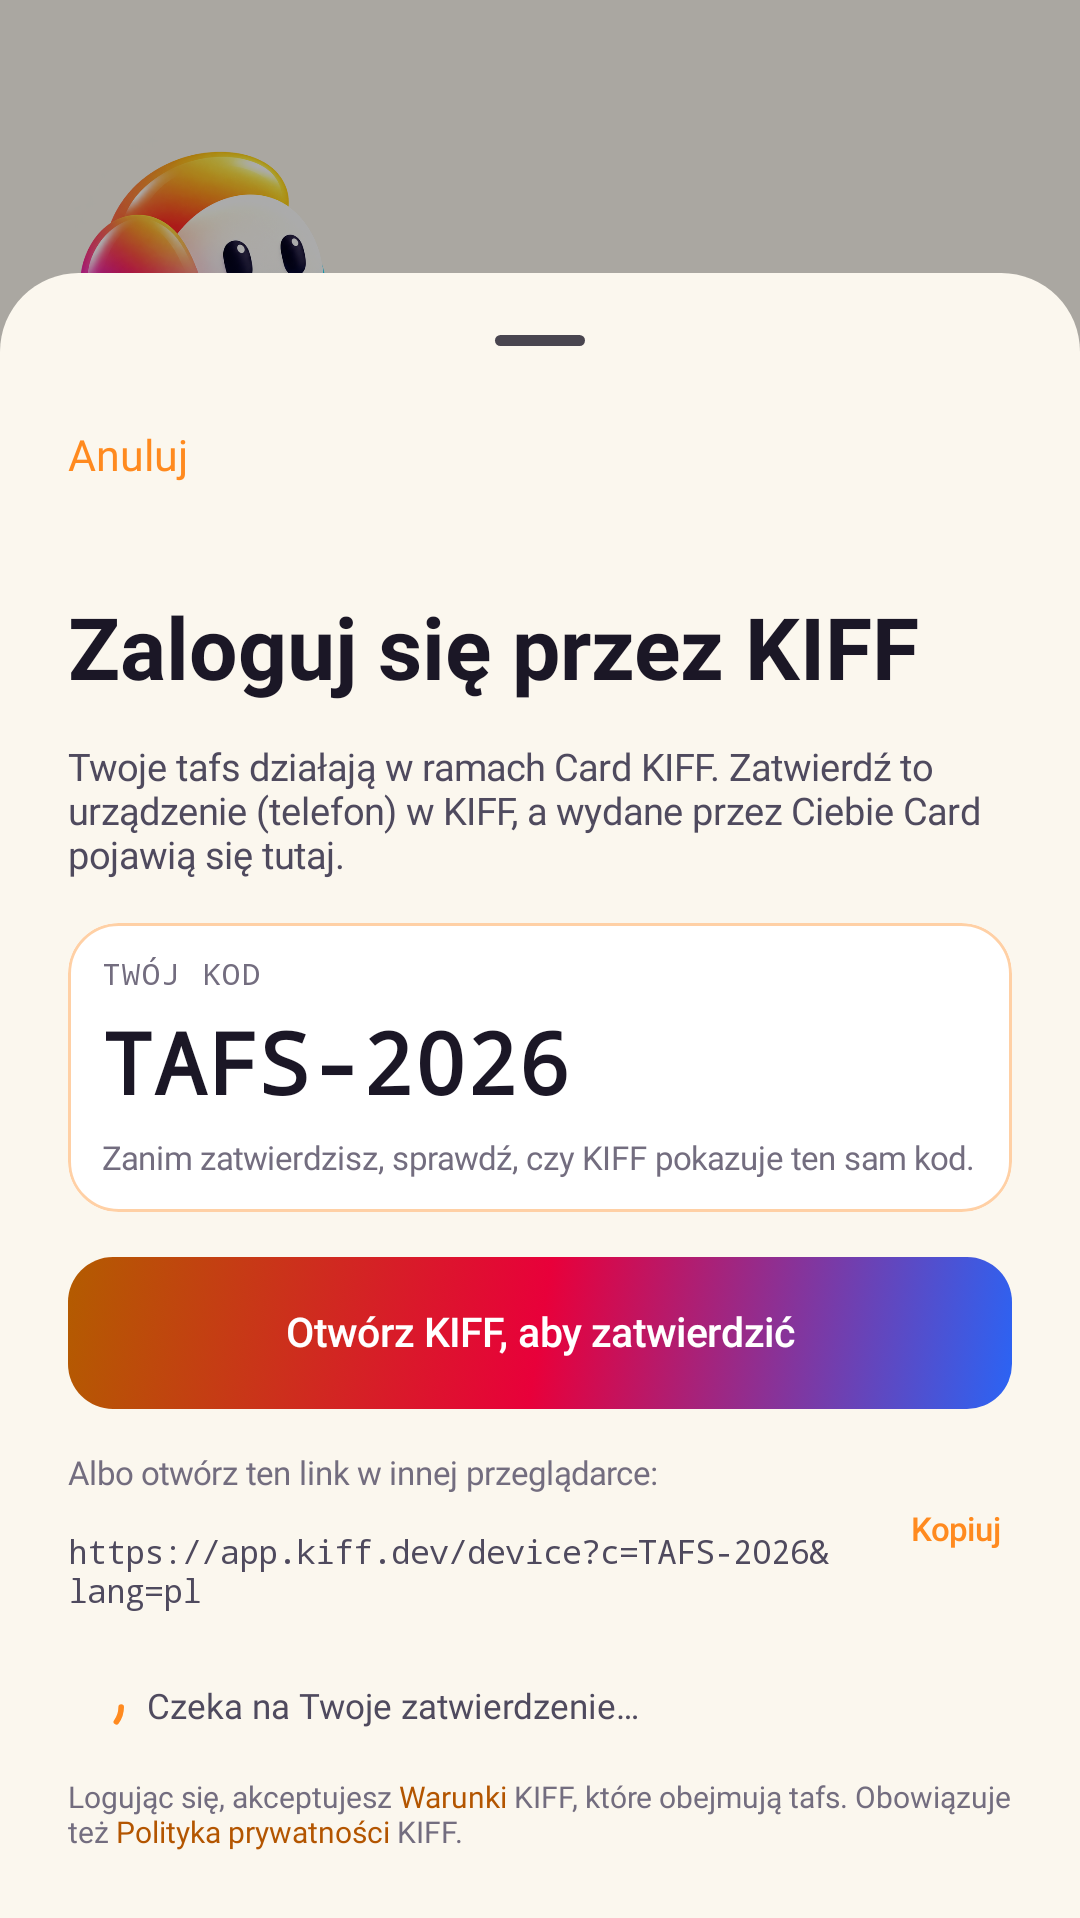 Anuluj
Zaloguj się przez KIFF
Twoje tafs działają w ramach Card KIFF. Zatwierdź to
urządzenie (telefon) w KIFF, a wydane przez Ciebie Card
pojawią się tutaj.
TWÓJ KOD
TAFS-2026
Zanim zatwierdzisz, sprawdź, czy KIFF pokazuje ten sam kod.
Otwórz KIFF, aby zatwierdzić
Albo otwórz ten link w innej przeglądarce:
Kopiuj
https://app.kiff.dev/device?c=TAFS-2026&
lang=pl
Czeka na Twoje zatwierdzenie…
Logując się, akceptujesz Warunki KIFF, które obejmują tafs. Obowiązuje
też Polityka prywatności KIFF.